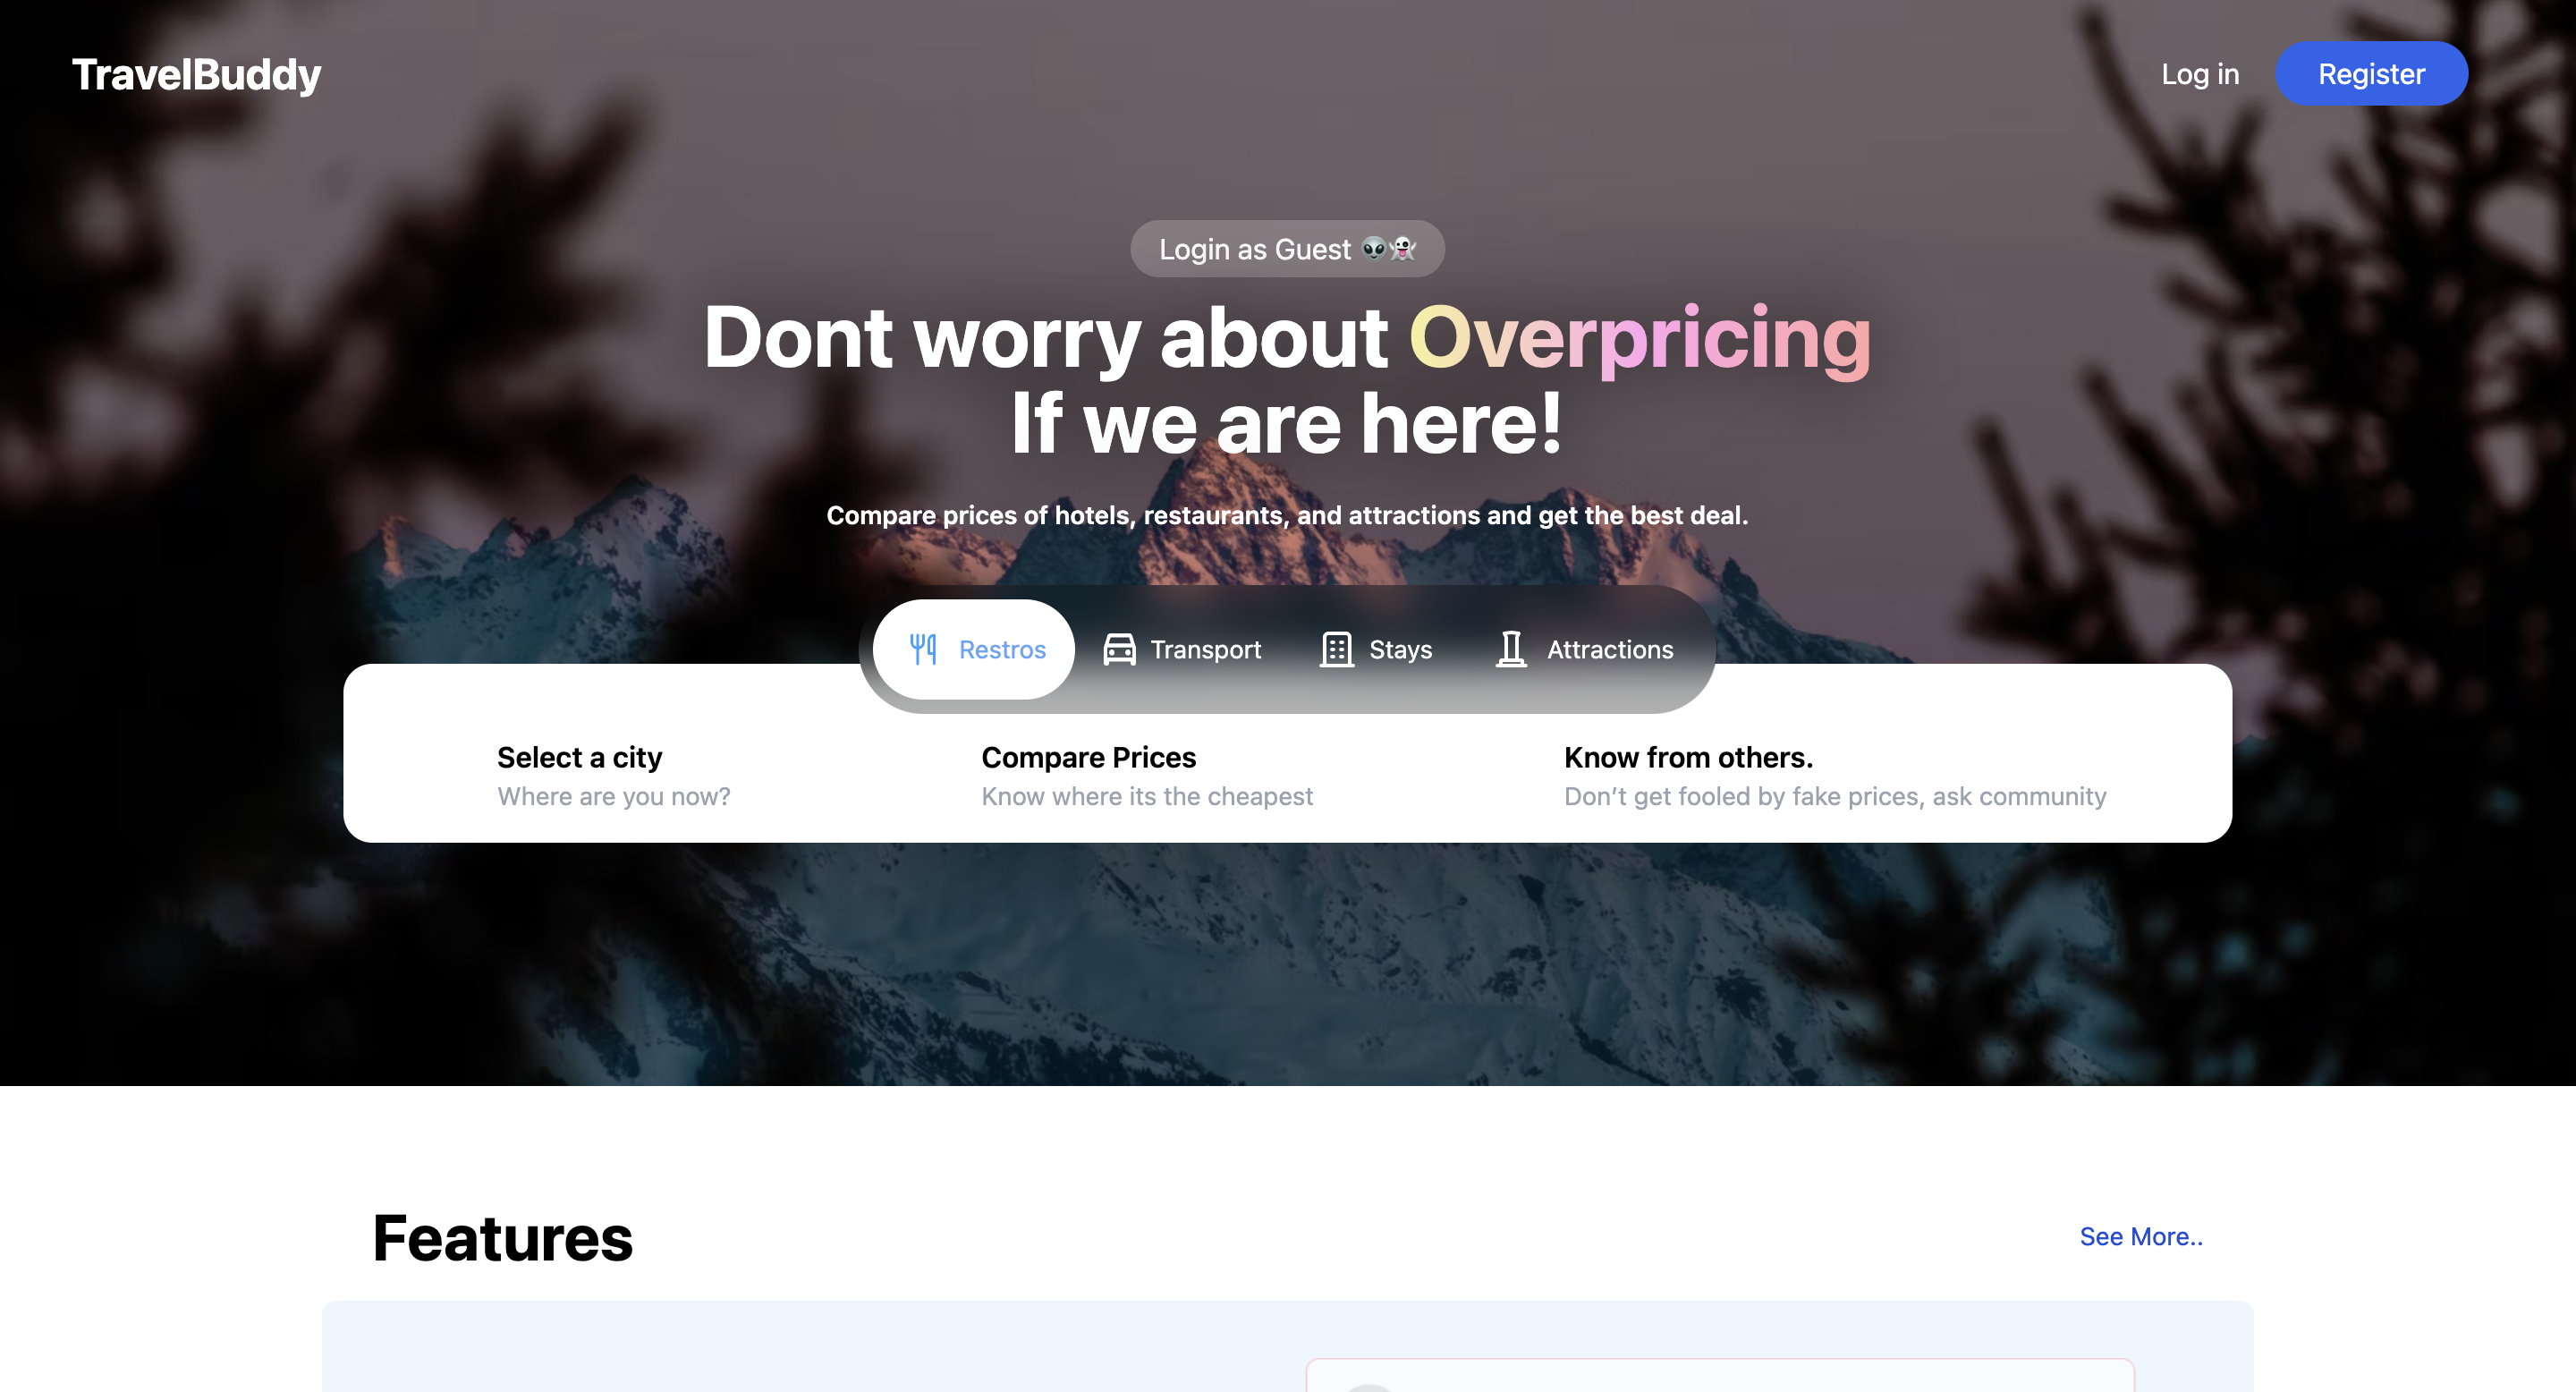 TravelBuddy
Log in
Register
Login as Guest 👽👻
Dont worry about Overpricing
If we are here!
Compare prices of hotels, restaurants, and attractions and get the best deal.
Restros
Transport
Stays
Attractions
Select a city
Where are you now?
Compare Prices
Know where its the cheapest
Know from others.
Don’t get fooled by fake prices, ask community
Features
See More..